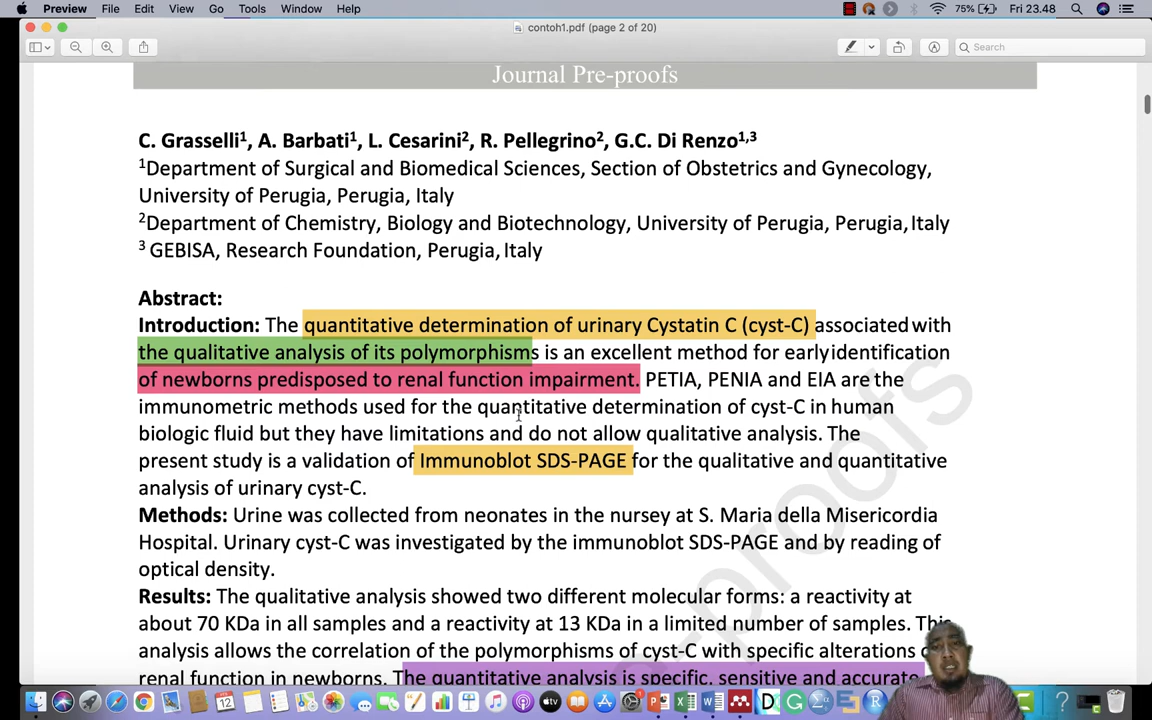 Preview File Edit View Go Tools Window Help 75% Fri 23.48
contoh1.pdf (page 2 of 20)
Search
Journal Pre-proofs
C. Grasselli¹, A. Barbati¹, L. Cesarini², R. Pellegrino², G.C. Di Renzo¹,³
¹Department of Surgical and Biomedical Sciences, Section of Obstetrics and Gynecology,
University of Perugia, Perugia, Italy
²Department of Chemistry, Biology and Biotechnology, University of Perugia, Perugia, Italy
³ GEBISA, Research Foundation, Perugia, Italy
Abstract:
Introduction: The quantitative determination of urinary Cystatin C (cyst-C) associated with
the qualitative analysis of its polymorphisms is an excellent method for early identification
of newborns predisposed to renal function impairment. PETIA, PENIA and EIA are the
immunometric methods used for the quantitative determination of cyst-C in human
biologic fluid but they have limitations and do not allow qualitative analysis. The
present study is a validation of Immunoblot SDS-PAGE for the qualitative and quantitative
analysis of urinary cyst-C.
Methods: Urine was collected from neonates in the nursey at S. Maria della Misericordia
Hospital. Urinary cyst-C was investigated by the immunoblot SDS-PAGE and by reading of
optical density.
Results: The qualitative analysis showed two different molecular forms: a reactivity at
about 70 KDa in all samples and a reactivity at 13 KDa in a limited number of samples. This
analysis allows the correlation of the polymorphisms of cyst-C with specific alterations
renal function in newborns. The quantitative analysis is specific, sensitive and accurate
proofs